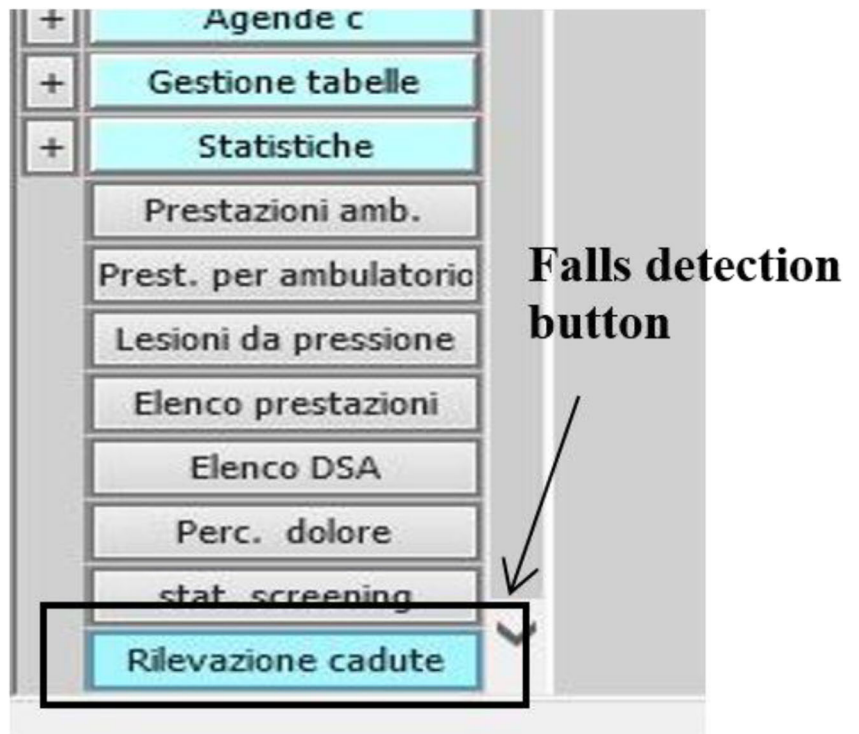 + Agende c
+ Gestione tabelle
+ Statistiche
Prestazioni amb.
Prest. per ambulatorio
Falls detection
button
Lesioni da pressione
Elenco prestazioni
Elenco DSA
Perc. dolore
stat. screening
Rilevazione cadute